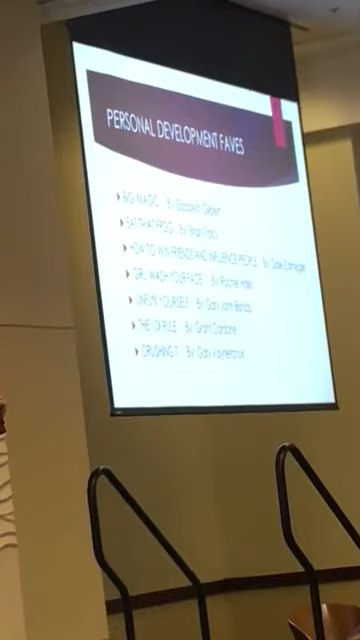 PERSONAL DEVELOPMENT FAVES
BIG MAGIC By Elizabeth Gilbert
EAT THAT FROG By Brian Tracy
HOW TO WIN FRIENDS AND INFLUENCE PEOPLE By Dale Carnegie
GIRL WASH YOUR FACE By Rachel Hollis
UNFU*K YOURSELF By Gary John Bishop
THE 10X RULE By Grant Cardone
CRUSHING IT By Gary Vaynerchuk